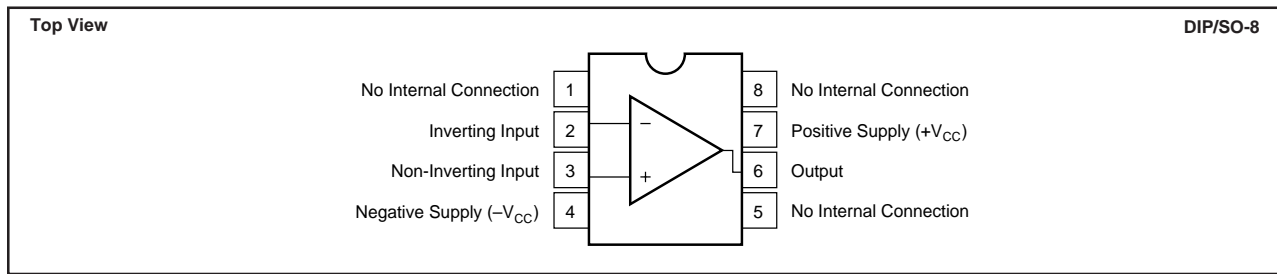 Top View
DIP/SO-8
No Internal Connection 1
8 No Internal Connection
Inverting Input 2
–
7 Positive Supply (+VCC)
Non-Inverting Input 3
+
6 Output
Negative Supply (–VCC) 4
5 No Internal Connection